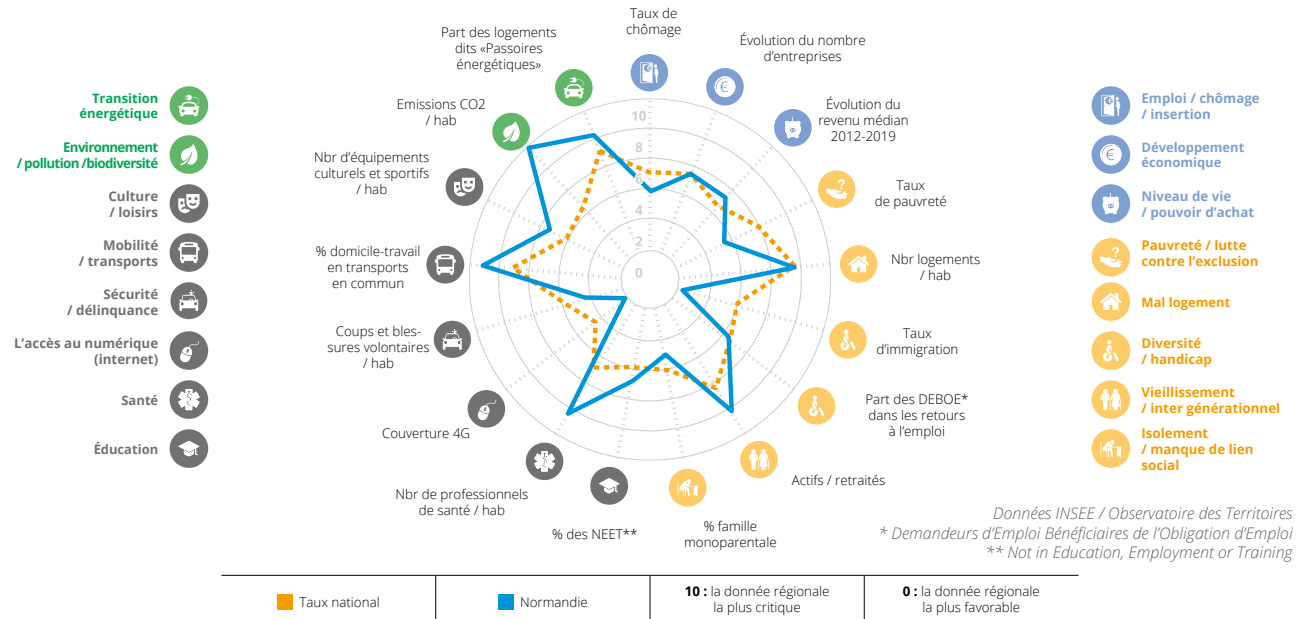 Transition
énergétique
Environnement
/ pollution /biodiversité
Culture
/ loisirs
Mobilité
/ transports
Sécurité
/ délinquance
L'accès au numérique
(internet)
Santé
Éducation
Taux de
chômage
Évolution du nombre
d'entreprises
Évolution du
revenu médian
2012-2019
Taux
de pauvreté
Nbr logements
/ hab
Taux
d'immigration
Part des DEBOE*
dans les retours
à l'emploi
Actifs / retraités
% famille
monoparentale
% des NEET**
Nbr de professionnels
de santé / hab
Couverture 4G
Coups et bles-
sures volontaires
/ hab
% domicile-travail
en transports
en commun
Nbr d'équipements
culturels et sportifs
/ hab
Emissions CO2
/ hab
Part des logements
dits «Passoires
énergétiques»
10
8
6
4
2
0
Emploi / chômage
/ insertion
Développement
économique
Niveau de vie
/ pouvoir d'achat
Pauvreté / lutte
contre l'exclusion
Mal logement
Diversité
/ handicap
Vieillissement
/ inter générationnel
Isolement
/ manque de lien
social
Données INSEE / Observatoire des Territoires
* Demandeurs d'Emploi Bénéficiaires de l'Obligation d'Emploi
** Not in Education, Employment or Training
Taux national
Normandie
10 : la donnée régionale
la plus critique
0 : la donnée régionale
la plus favorable